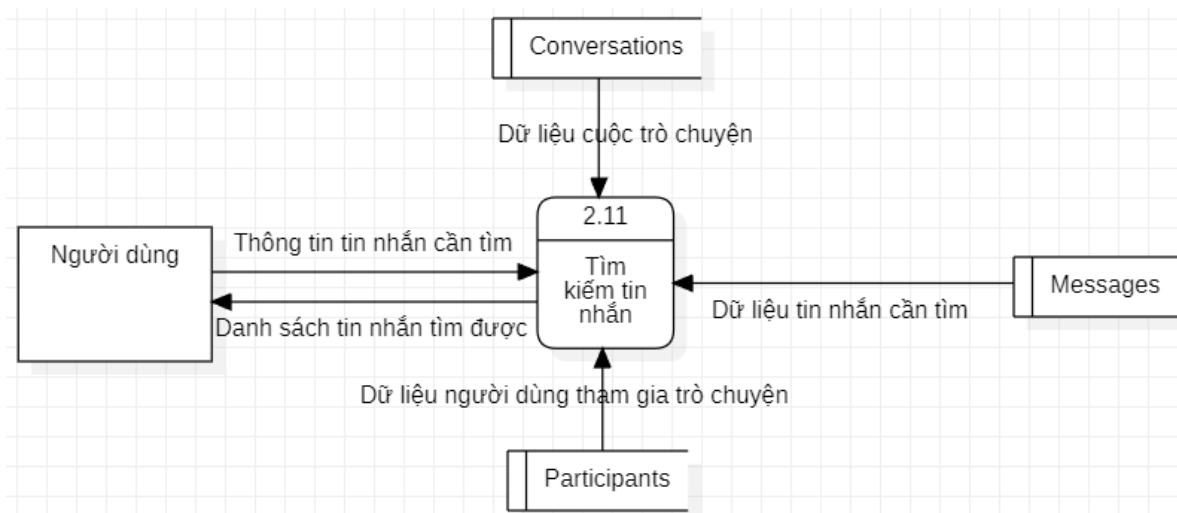 Conversations
Dữ liệu cuộc trò chuyện
2.11
Người dùng
Thông tin tin nhắn cần tìm
Tìm
kiếm tin
nhắn
Messages
Dữ liệu tin nhắn cần tìm
Danh sách tin nhắn tìm được
Dữ liệu người dùng tham gia trò chuyện
Participants